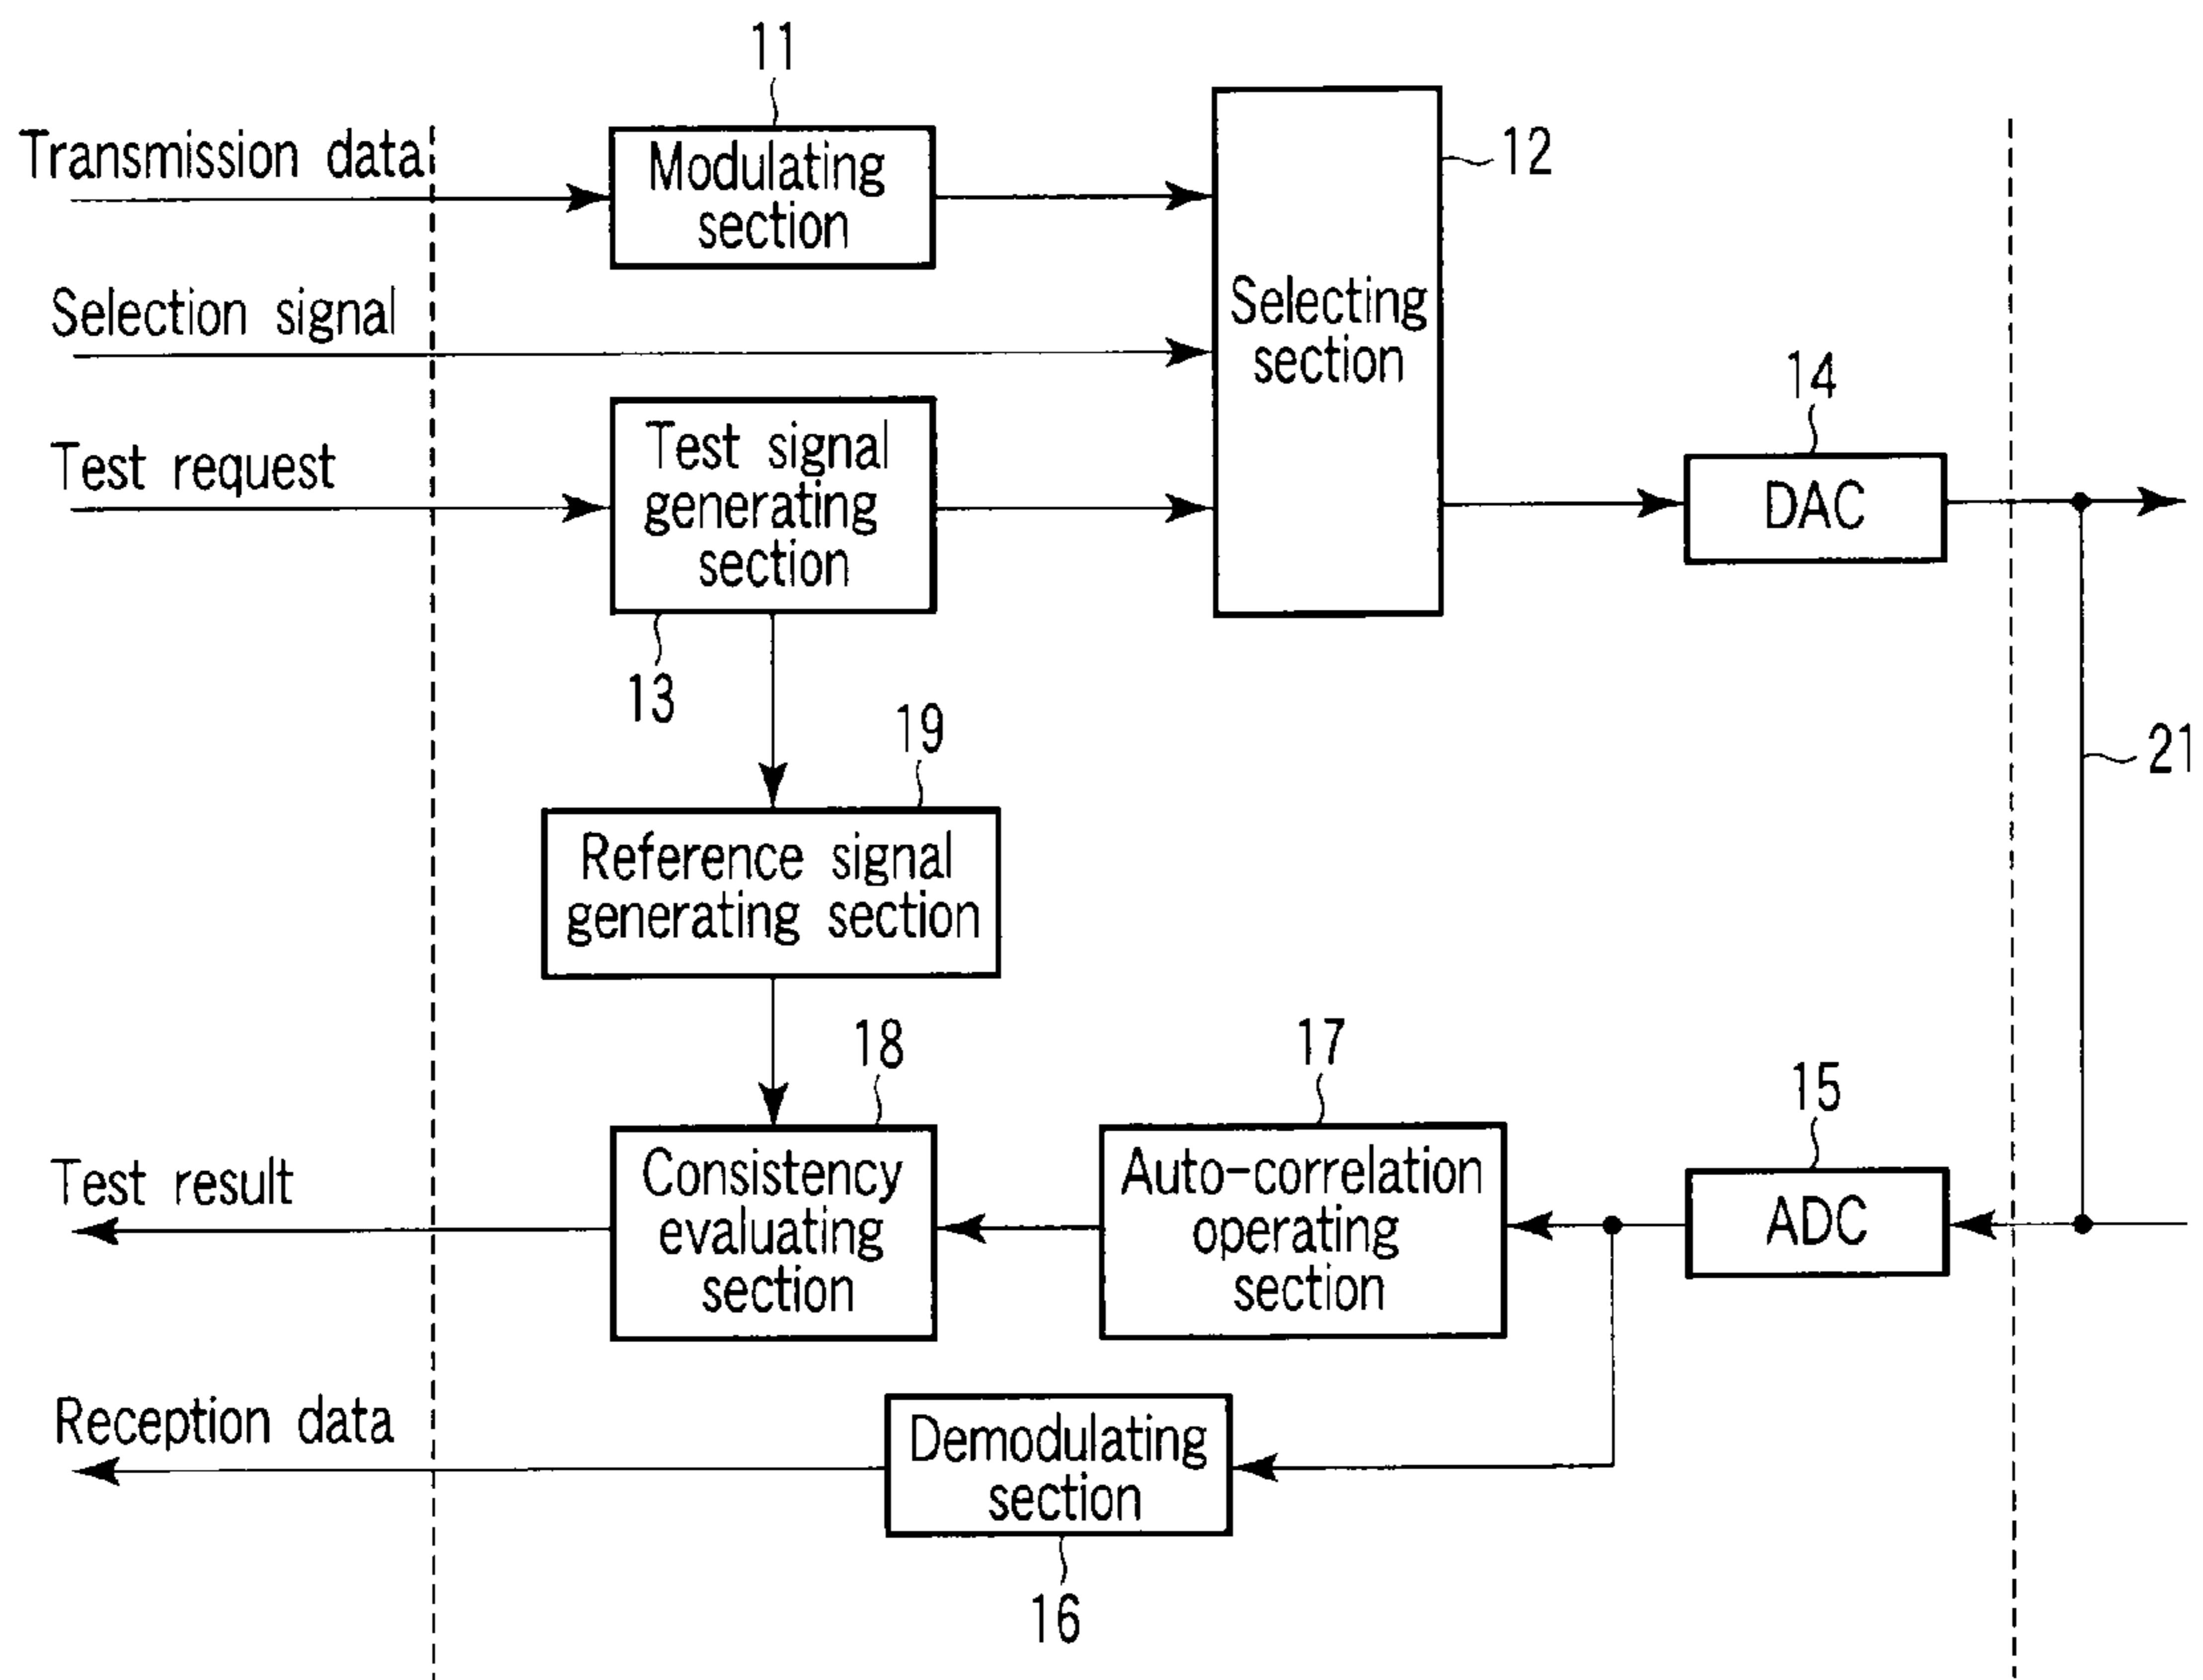 11
Transmission data
Modulating
section
12
Selection signal
Selecting
section
14
Test request
Test signal
generating
section
DAC
13
19
21
Reference signal
generating section
18
17
15
Test result
Consistency
evaluating
section
Auto-correlation
operating
section
ADC
Reception data
Demodulating
section
16